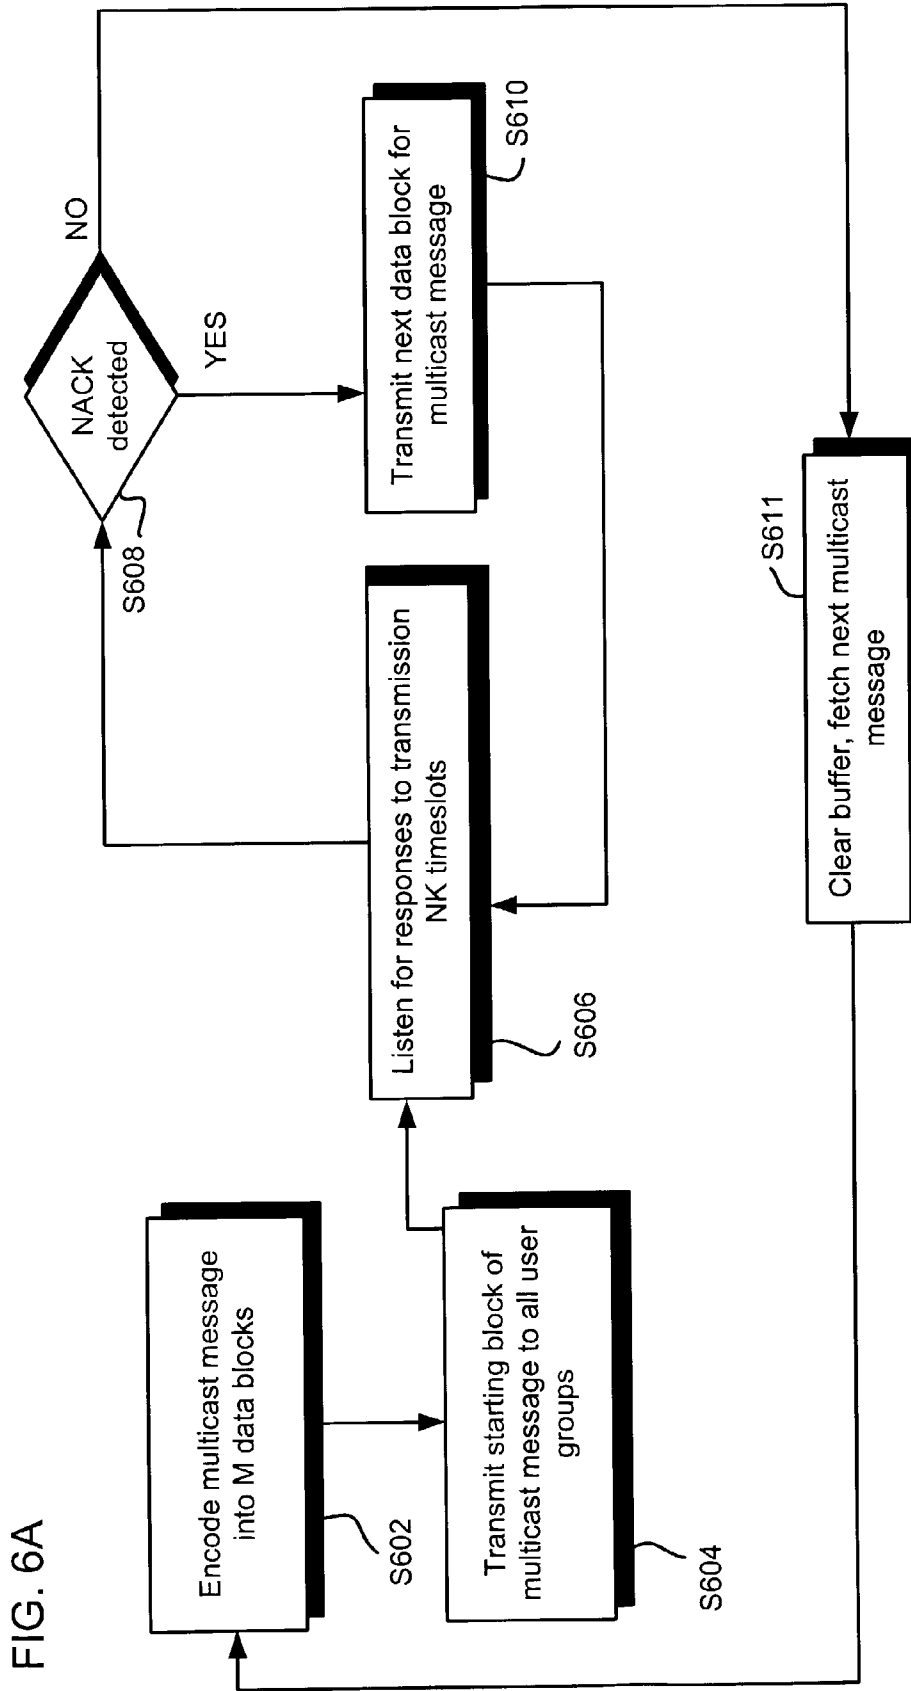 FIG. 6A
Encode multicast message
into M data blocks
S602
Transmit starting block of
multicast message to all user
groups
S604
Listen for responses to transmission
NK timeslots
S606
NACK
detected
S608
NO
YES
Transmit next data block for
multicast message
S610
Clear buffer, fetch next multicast
message
S611